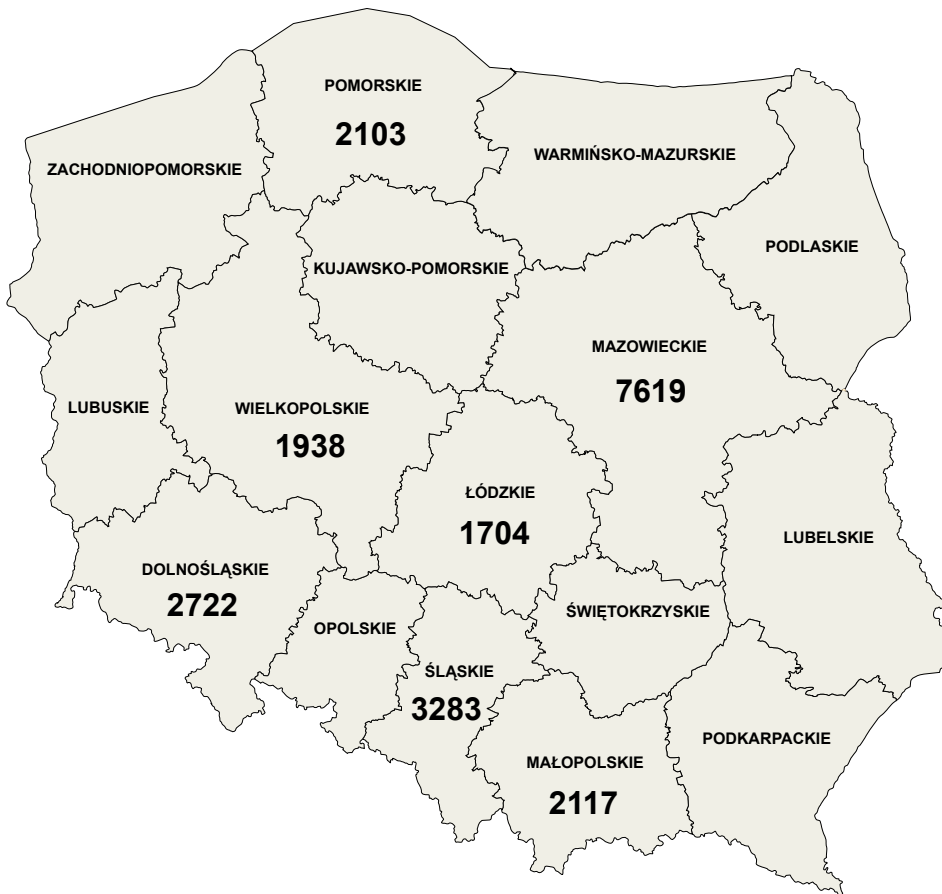 POMORSKIE
2103
ZACHODNIOPOMORSKIE
WARMIŃSKO-MAZURSKIE
PODLASKIE
KUJAWSKO-POMORSKIE
MAZOWIECKIE
7619
LUBUSKIE
WIELKOPOLSKIE
1938
ŁÓDZKIE
1704
LUBELSKIE
DOLNOŚLĄSKIE
2722
OPOLSKIE
ŚWIĘTOKRZYSKIE
ŚLĄSKIE
3283
PODKARPACKIE
MAŁOPOLSKIE
2117